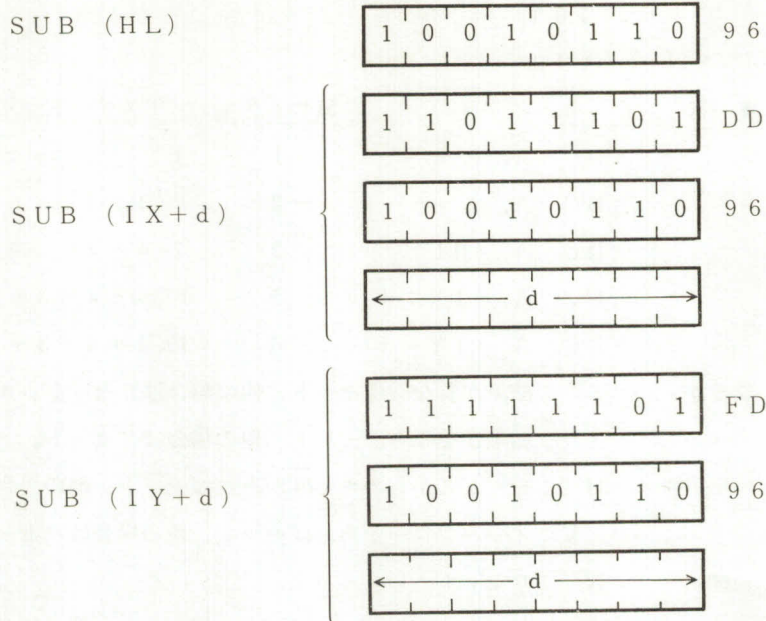 SUB (HL) 1 0 0 1 0 1 1 0 96
1 1 0 1 1 1 0 1 DD
SUB (IX+d) 1 0 0 1 0 1 1 0 96
d
1 1 1 1 1 1 0 1 FD
SUB (IY+d) 1 0 0 1 0 1 1 0 96
d